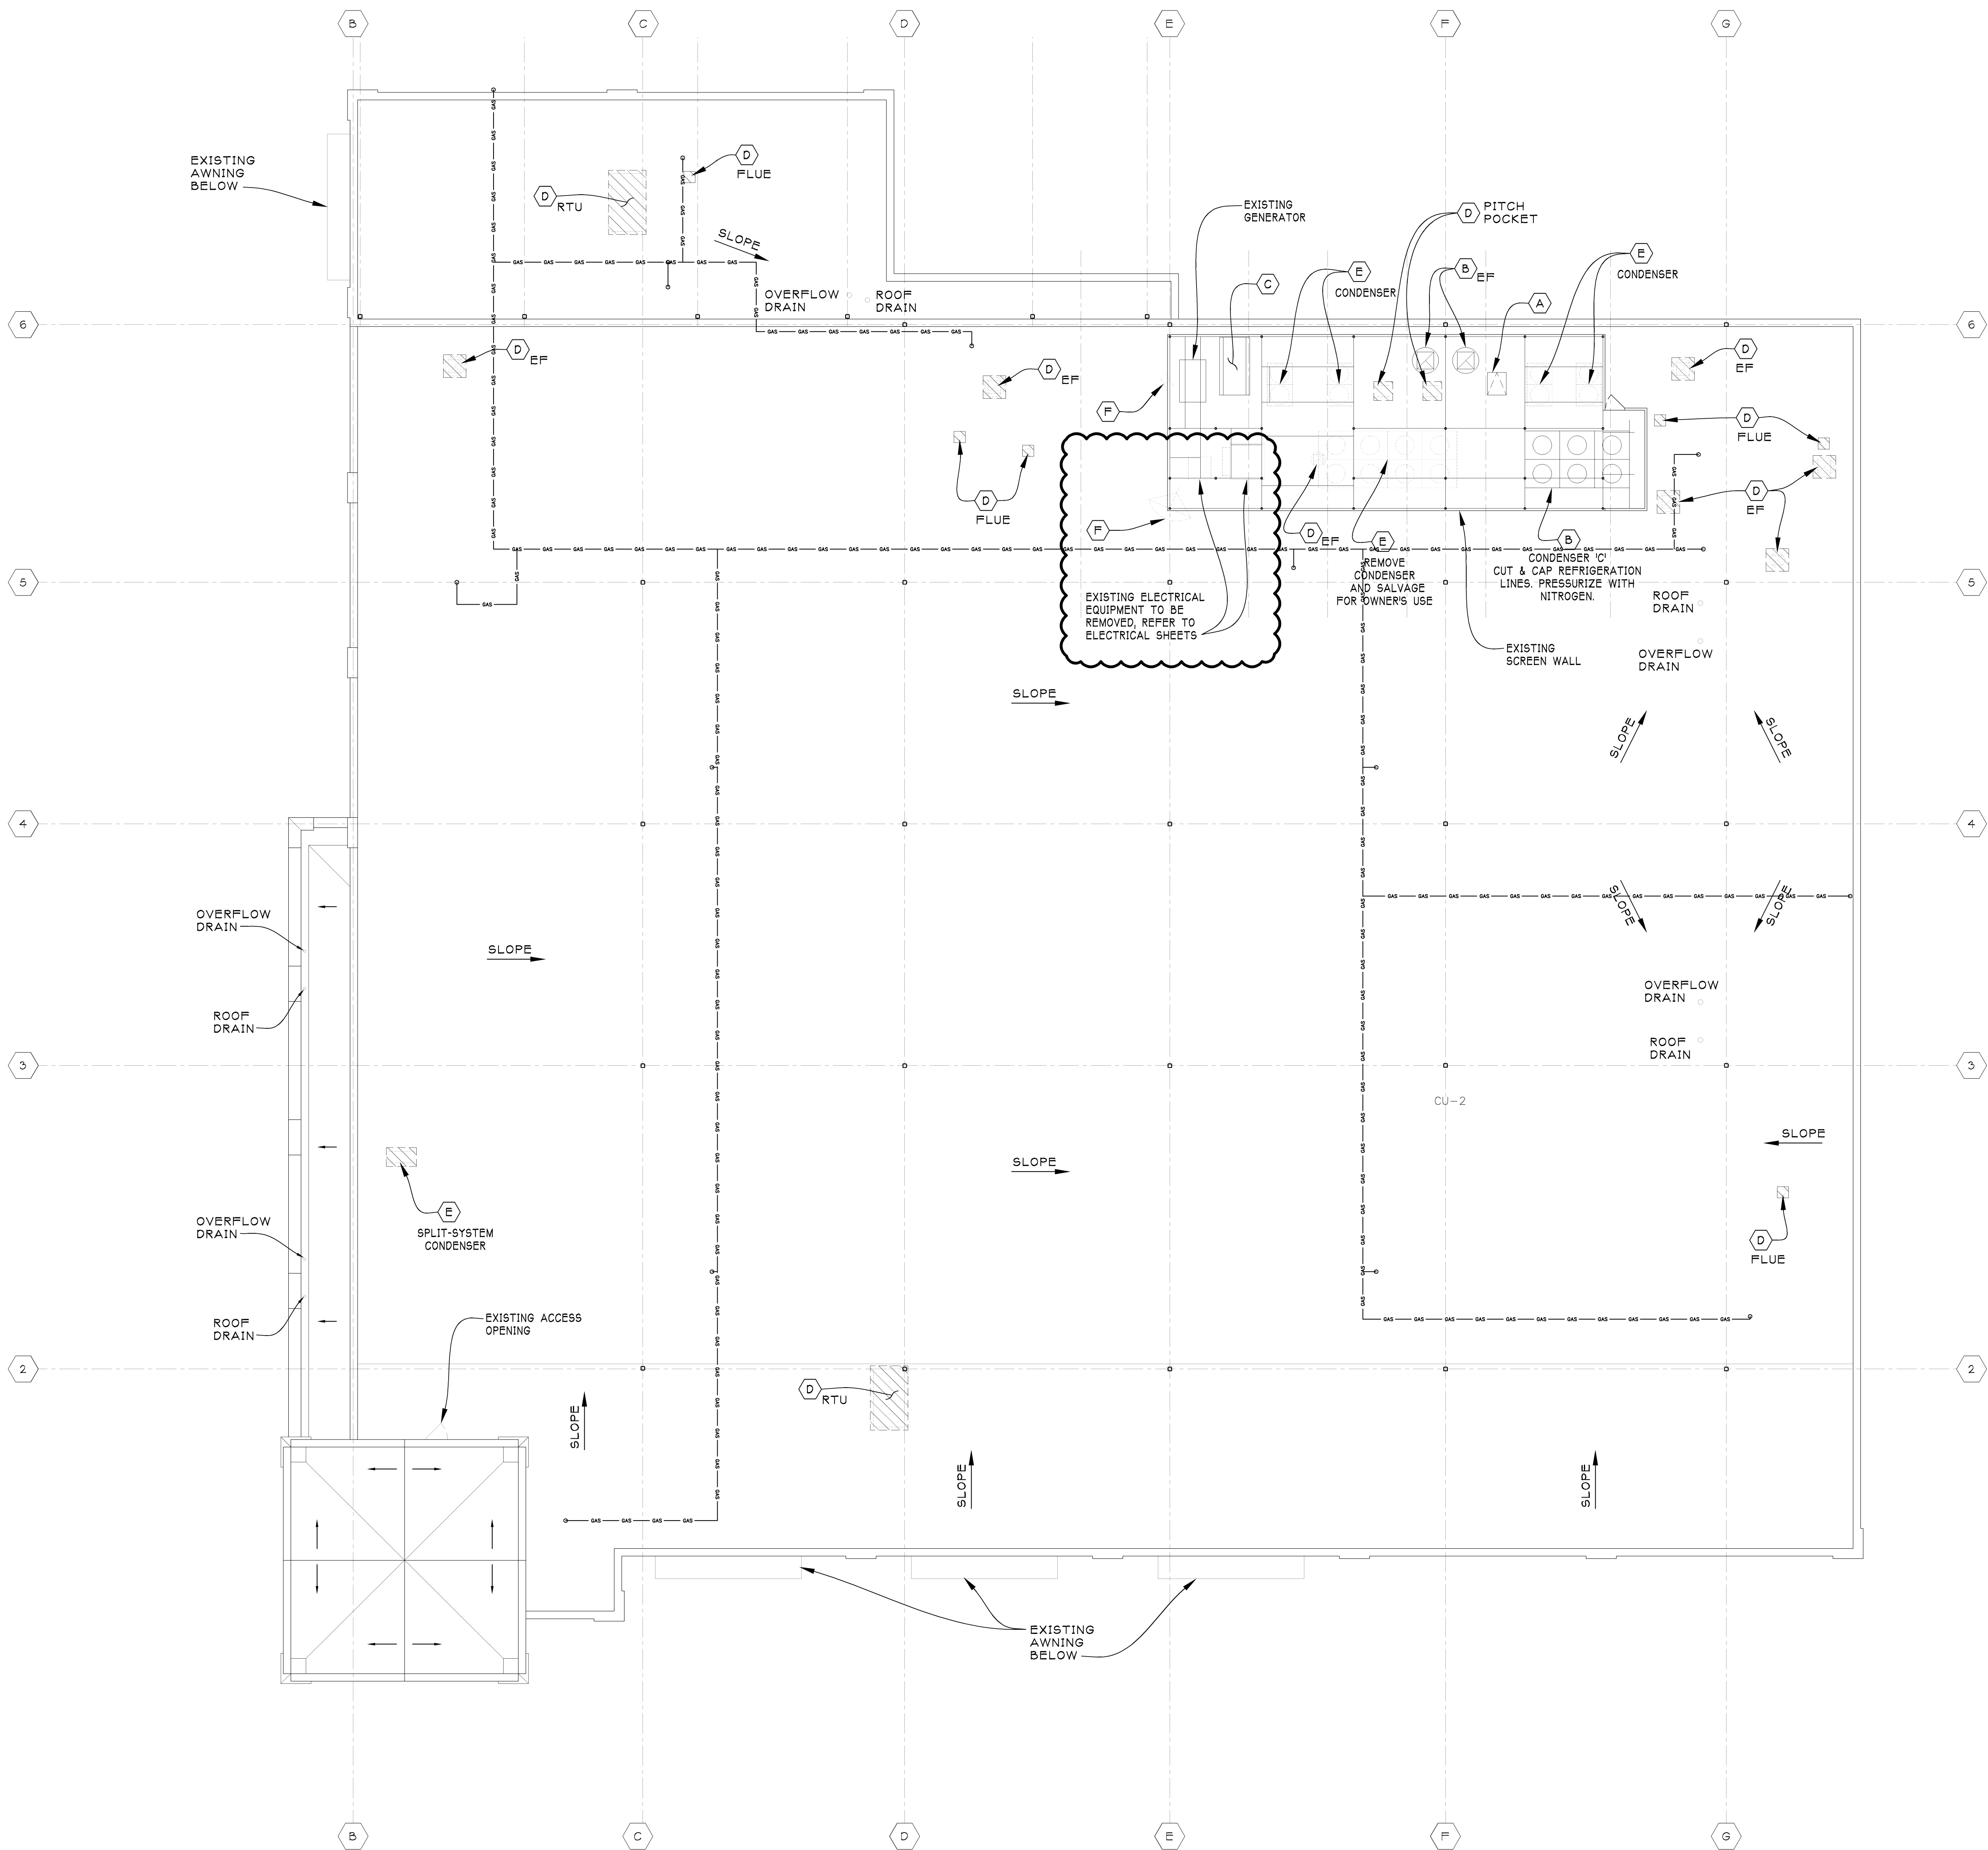 B
C
D
E
F
G
EXISTING
AWNING
BELOW
D
FLUE
D
RTU
SLOPE
EXISTING
GENERATOR
D
PITCH
POCKET
E
CONDENSER
B
EF
E
CONDENSER
C
A
OVERFLOW
DRAIN
ROOF
DRAIN
6
6
D
EF
D
EF
D
EF
F
D
FLUE
D
FLUE
D
EF
F
D
EF
E
REMOVE
CONDENSER
AND SALVAGE
FOR OWNER'S USE
B
CONDENSER 'C'
CUT & CAP REFRIGERATION
LINES. PRESSURIZE WITH
NITROGEN.
GAS
5
5
EXISTING ELECTRICAL
EQUIPMENT TO BE
REMOVED, REFER TO
ELECTRICAL SHEETS
ROOF
DRAIN
EXISTING
SCREEN WALL
OVERFLOW
DRAIN
SLOPE
SLOPE
SLOPE
4
4
SLOPE
SLOPE
OVERFLOW
DRAIN
SLOPE
OVERFLOW
DRAIN
ROOF
DRAIN
ROOF
DRAIN
3
3
CU-2
SLOPE
SLOPE
E
SPLIT-SYSTEM
CONDENSER
OVERFLOW
DRAIN
D
FLUE
ROOF
DRAIN
EXISTING ACCESS
OPENING
2
2
D
RTU
SLOPE
SLOPE
SLOPE
EXISTING
AWNING
BELOW
B
C
D
E
F
G